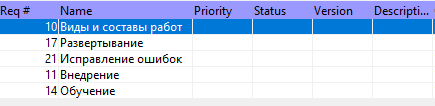 Req # Name Priority Status Version Descripti...
10 Виды и составы работ
17 Развертывание
21 Исправление ошибок
11 Внедрение
14 Обучение